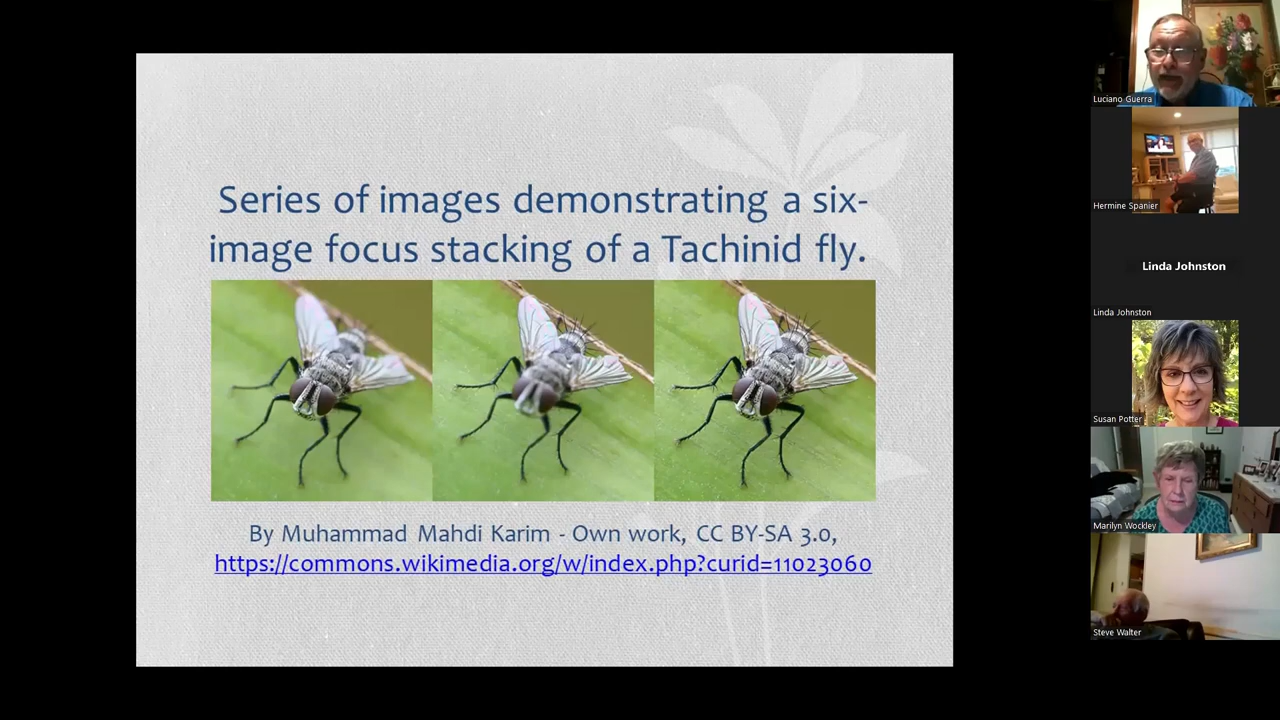 Series of images demonstrating a six-
image focus stacking of a Tachinid fly.
By Muhammad Mahdi Karim - Own work, CC BY-SA 3.0,
https://commons.wikimedia.org/w/index.php?curid=11023060
Luciano Guerra
Hermine Spanier
Linda Johnston
Linda Johnston
Susan Potter
Marilyn Wockley
Steve Walter